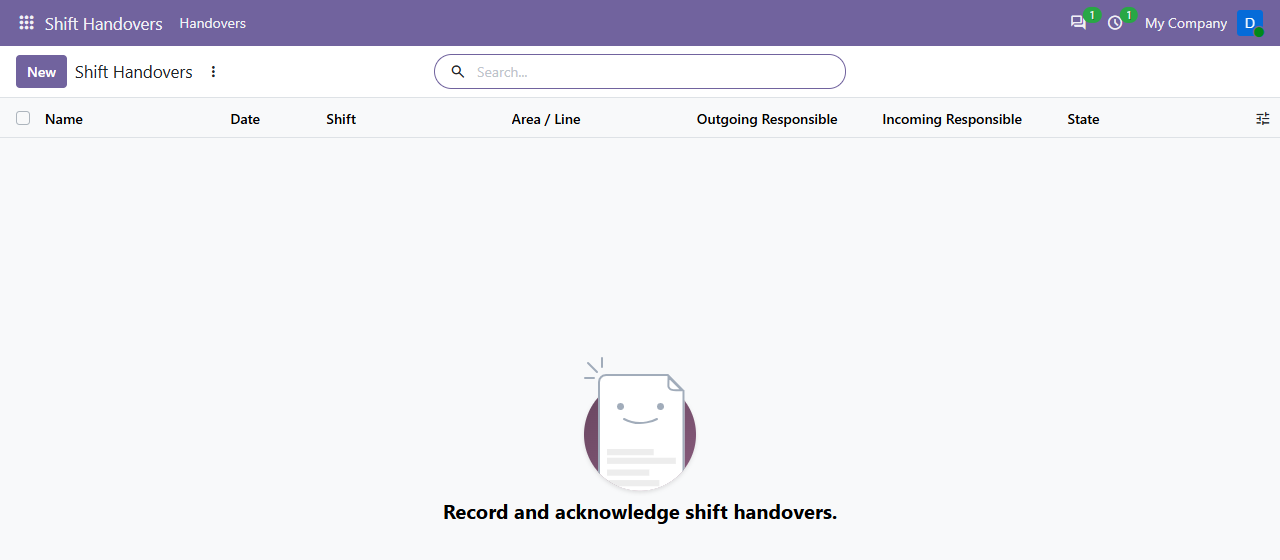 Shift Handovers Handovers 1 1 My Company D
New Shift Handovers Search...
Name Date Shift Area / Line Outgoing Responsible Incoming Responsible State
Record and acknowledge shift handovers.